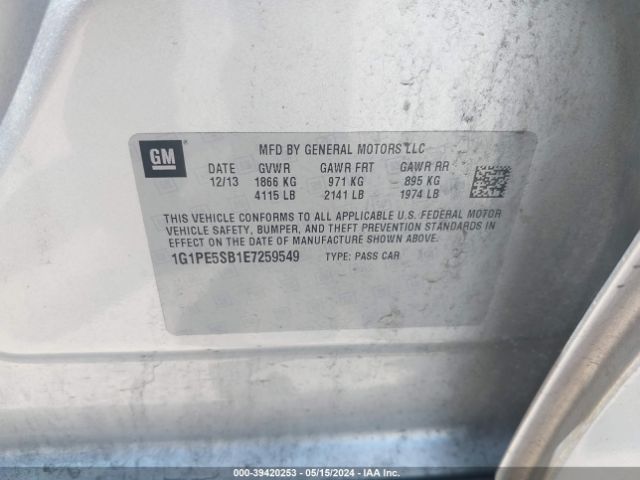 GM
MFD BY GENERAL MOTORS LLC
DATE GVWR GAWR FRT GAWR RR
12/13 1866 KG 971 KG 895 KG
4115 LB 2141 LB 1974 LB
THIS VEHICLE CONFORMS TO ALL APPLICABLE U.S. FEDERAL MOTOR
VEHICLE SAFETY, BUMPER, AND THEFT PREVENTION STANDARDS IN
EFFECT ON THE DATE OF MANUFACTURE SHOWN ABOVE.
1G1PE5SB1E7259549 TYPE: PASS CAR
000-39420253 - 05/15/2024 - IAA Inc.